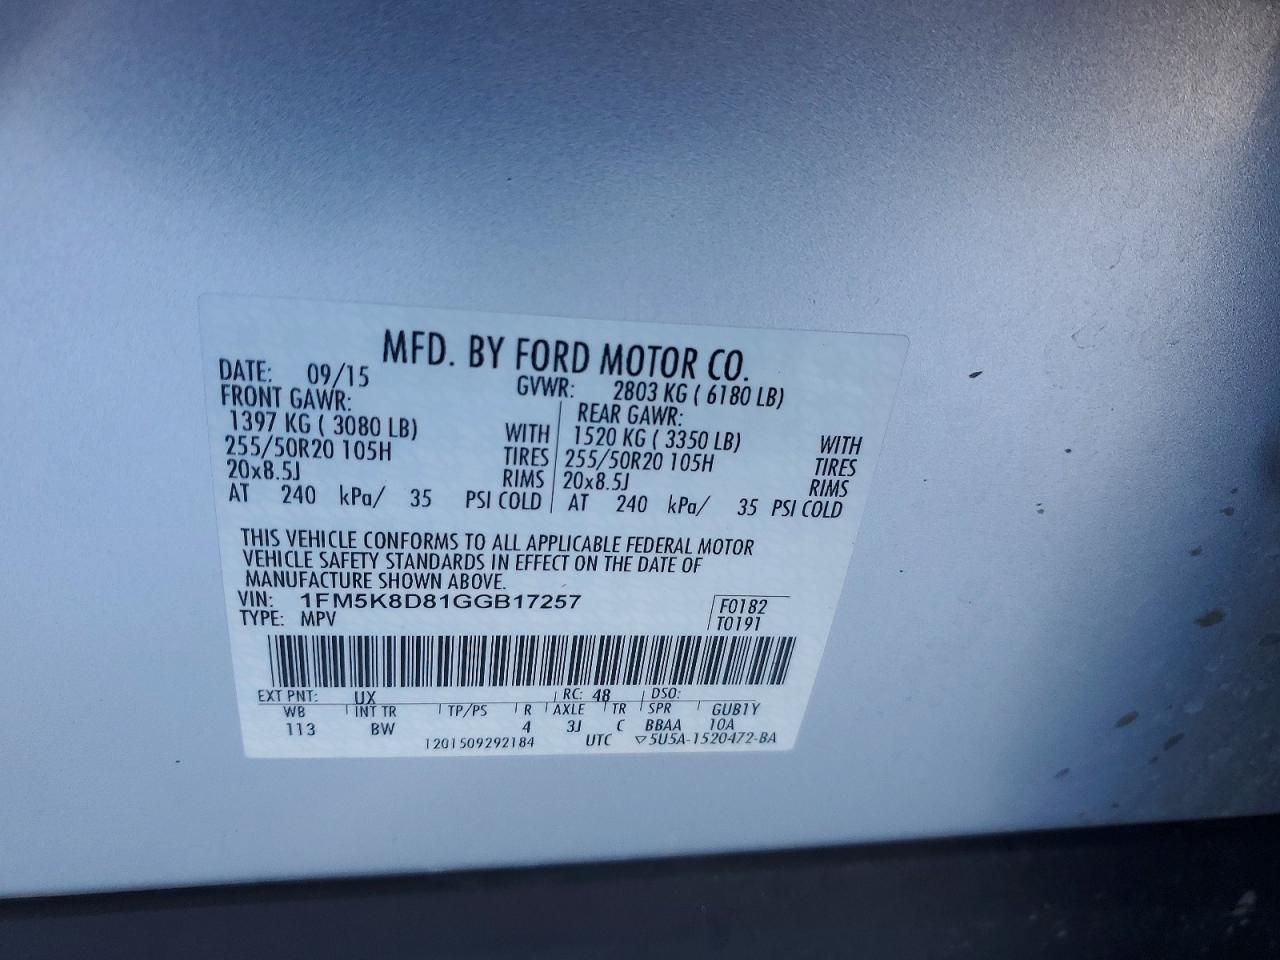 MFD. BY FORD MOTOR CO.
DATE: 09/15 GVWR: 2803 KG ( 6180 LB)
FRONT GAWR: REAR GAWR:
1397 KG ( 3080 LB) WITH 1520 KG ( 3350 LB) WITH
255/50R20 105H TIRES 255/50R20 105H TIRES
20x8.5J RIMS 20x8.5J RIMS
AT 240 kPa/ 35 PSI COLD AT 240 kPa/ 35 PSI COLD
THIS VEHICLE CONFORMS TO ALL APPLICABLE FEDERAL MOTOR
VEHICLE SAFETY STANDARDS IN EFFECT ON THE DATE OF
MANUFACTURE SHOWN ABOVE.
VIN: 1FM5K8D81GGB17257 F0182
TYPE: MPV T0191
EXT PNT: UX RC: 48 DSO:
WB INT TR TP/PS R AXLE TR SPR GUB1Y
113 BW 4 3J C BBAA 10A
1201509292184 UTC ▽5U5A-1520472-BA